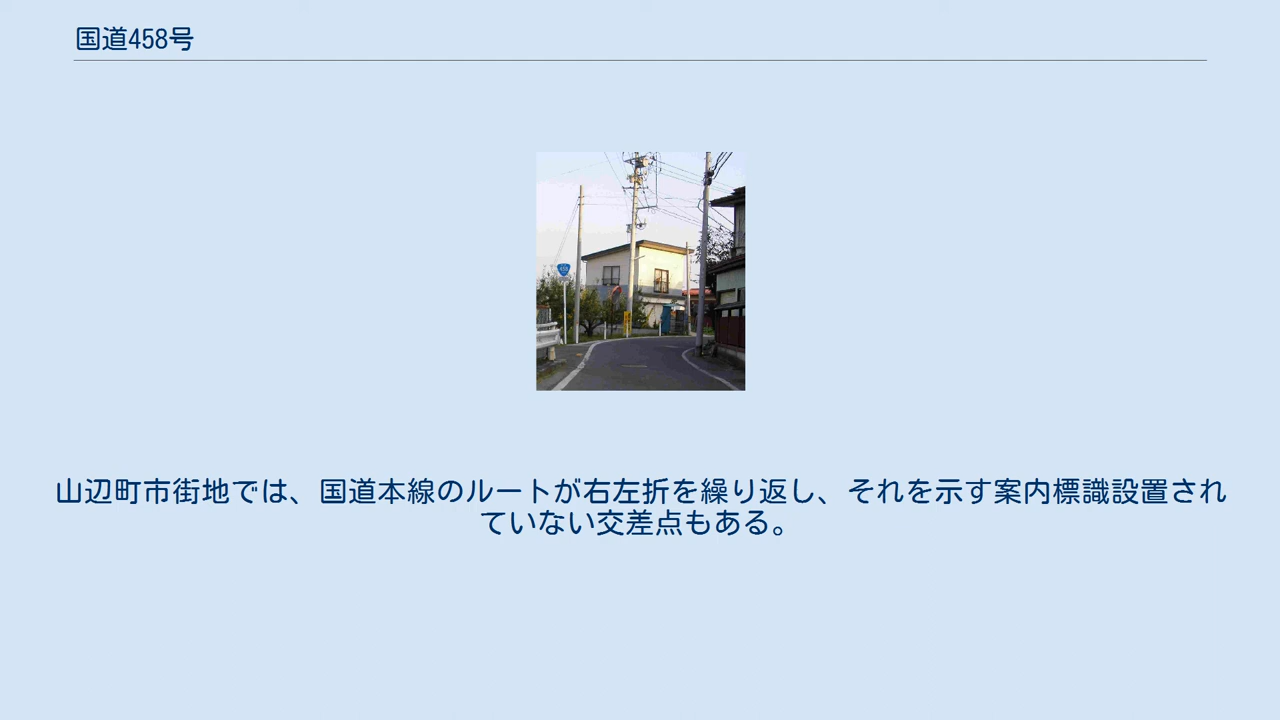 国道458号
山辺町市街地では、国道本線のルートが右左折を繰り返し、それを示す案内標識設置され
ていない交差点もある。